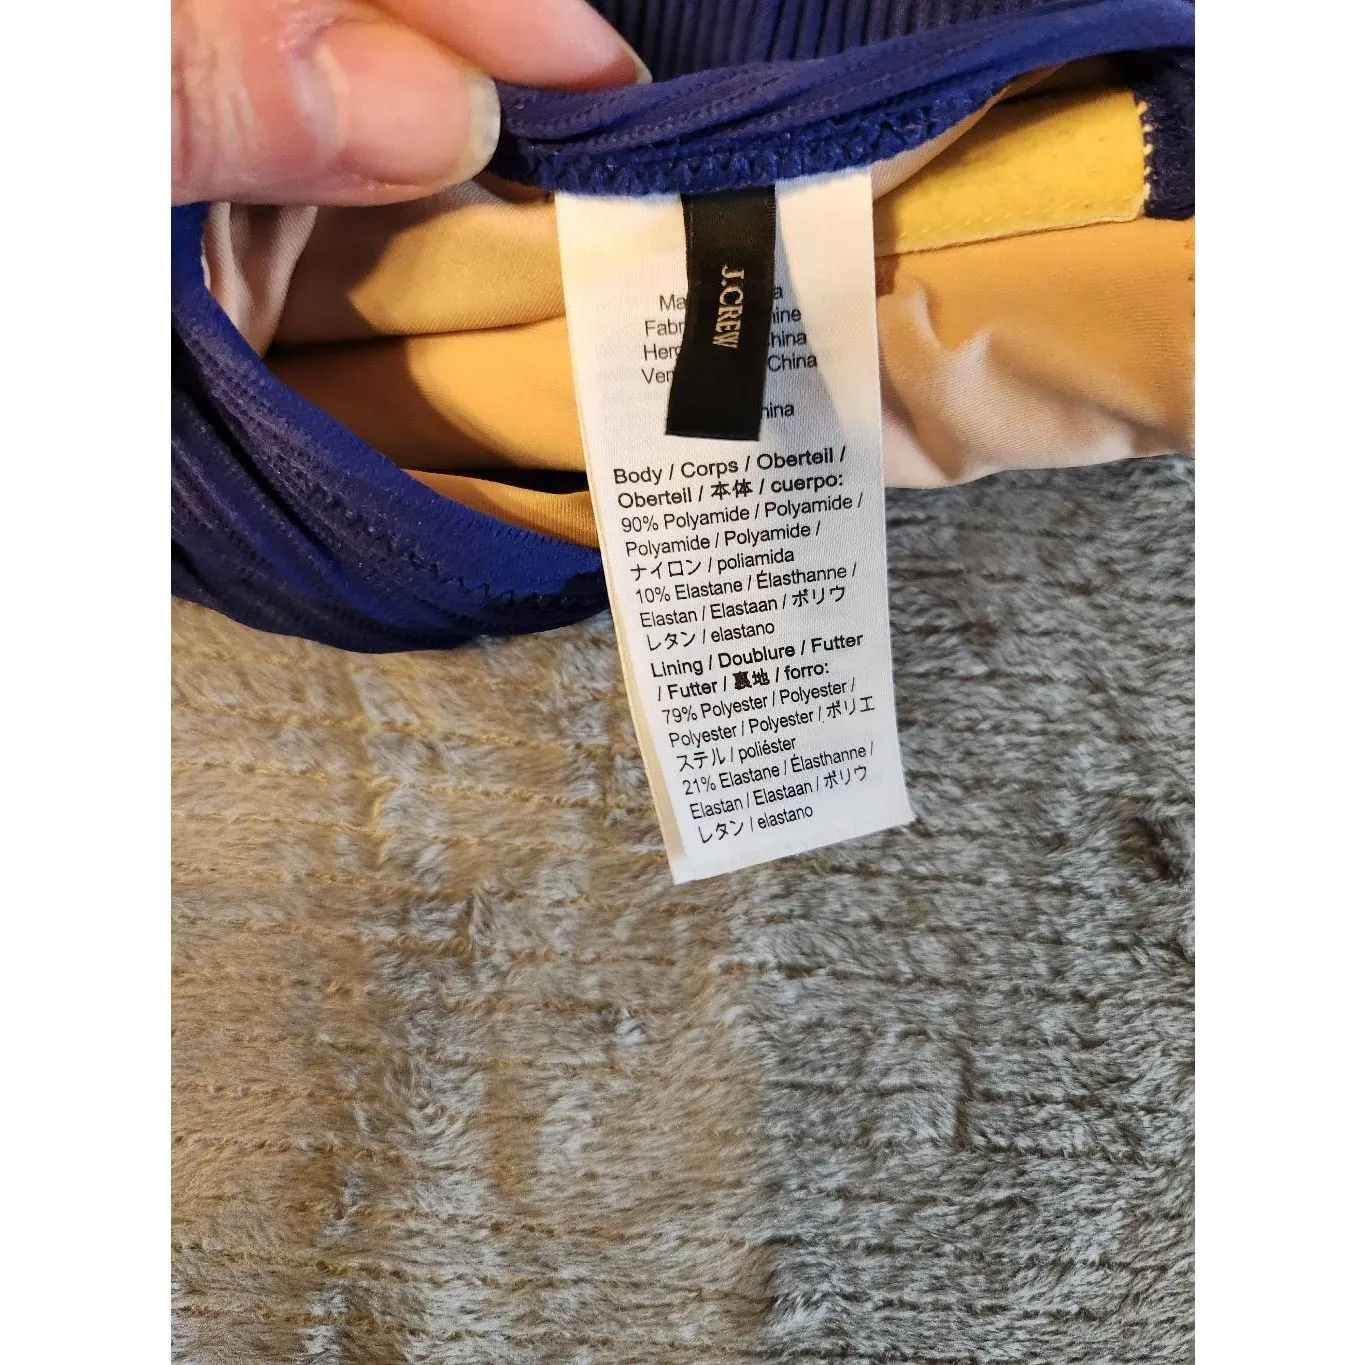 J.CREW
Body / Corps / Oberteil /
Oberteil / 本体 / cuerpo:
90% Polyamide / Polyamide /
Polyamide / Polyamide /
ナイロン / poliamida
10% Elastane / Élasthanne /
Elastan / Elastaan / ポリウ
レタン / elastano
Lining / Doublure / Futter
/ Futter / 裏地 / forro:
79% Polyester / Polyester /
Polyester / Polyester / ポリエ
ステル / poliéster
21% Elastane / Élasthanne /
Elastan / Elastaan / ポリウ
レタン / elastano